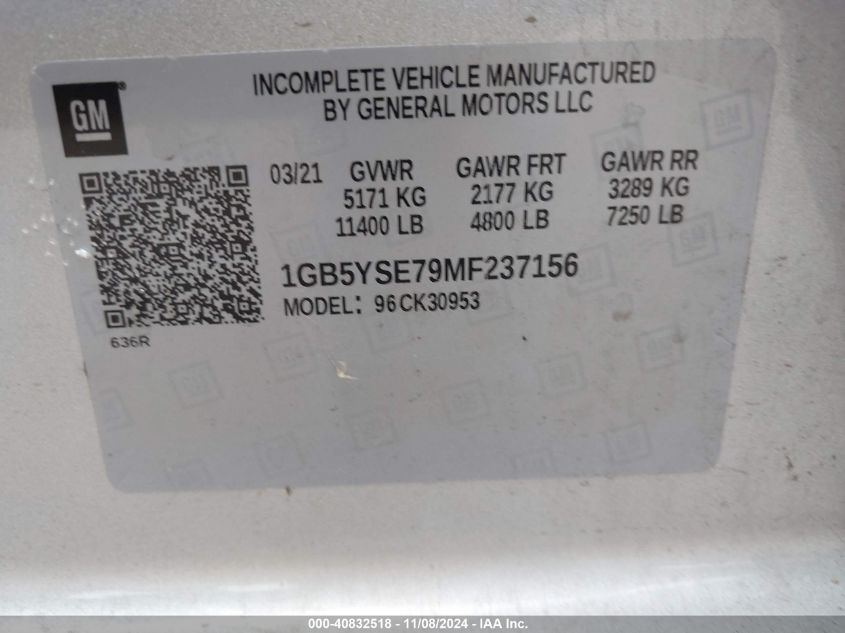 GM®
INCOMPLETE VEHICLE MANUFACTURED
BY GENERAL MOTORS LLC
03/21 GVWR GAWR FRT GAWR RR
5171 KG 2177 KG 3289 KG
11400 LB 4800 LB 7250 LB
1GB5YSE79MF237156
MODEL: 96CK30953
636R
000-40832518 - 11/08/2024 - IAA Inc.